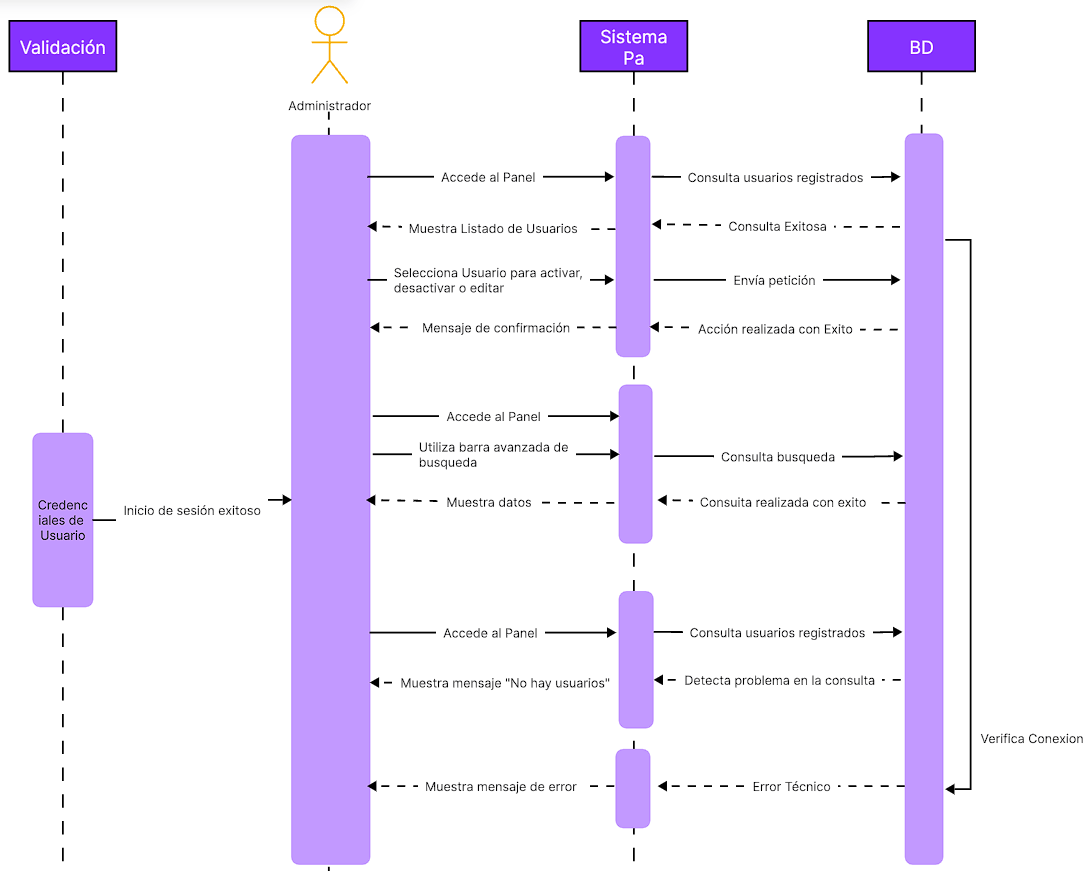 Validación
Administrador
Sistema
Pa
BD
Accede al Panel
Consulta usuarios registrados
Muestra Listado de Usuarios
Consulta Exitosa
Selecciona Usuario para activar,
desactivar o editar
Envía petición
Mensaje de confirmación
Acción realizada con Exito
Accede al Panel
Utiliza barra avanzada de
busqueda
Consulta busqueda
Credenc
iales de
Usuario
Inicio de sesión exitoso
Muestra datos
Consulta realizada con exito
Accede al Panel
Consulta usuarios registrados
Muestra mensaje "No hay usuarios"
Detecta problema en la consulta
Verifica Conexion
Muestra mensaje de error
Error Técnico